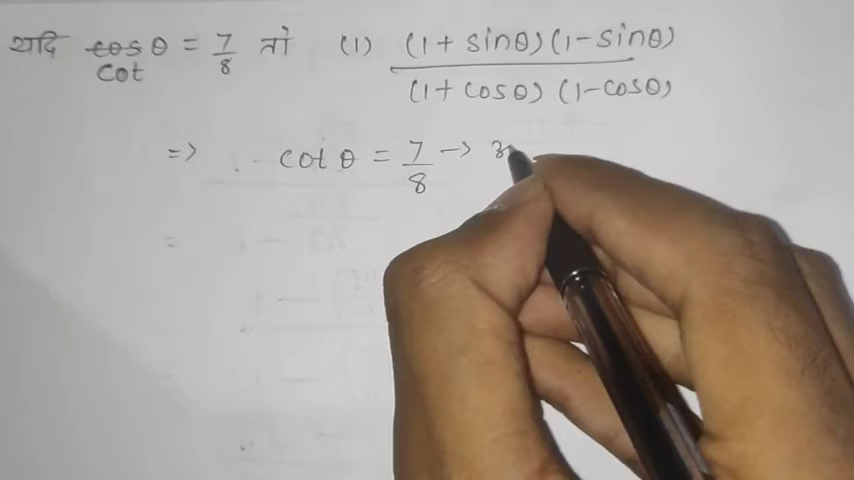 यदि cos θ = 7/8 तो (1) (1 + sinθ)(1 - sinθ) / (1 + cosθ) (1 - cosθ)
cot
=> cot θ = 7/8 →